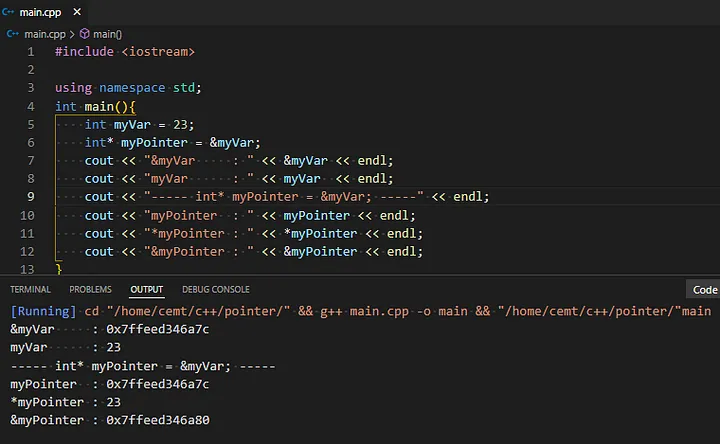 main.cpp ×
main.cpp > main()
1 #include <iostream>
2
3 using namespace std;
4 int main(){
5     int myVar = 23;
6     int* myPointer = &myVar;
7     cout << "&myVar     : " << &myVar << endl;
8     cout << "myVar      : " << myVar << endl;
9     cout << "----- int* myPointer = &myVar; -----" << endl;
10     cout << "myPointer  : " << myPointer << endl;
11     cout << "*myPointer : " << *myPointer << endl;
12     cout << "&myPointer : " << &myPointer << endl;
13 }
TERMINAL PROBLEMS OUTPUT DEBUG CONSOLE Code
[Running] cd "/home/cemt/c++/pointer/" && g++ main.cpp -o main && "/home/cemt/c++/pointer/"main
&myVar     : 0x7ffeed346a7c
myVar      : 23
----- int* myPointer = &myVar; -----
myPointer  : 0x7ffeed346a7c
*myPointer : 23
&myPointer : 0x7ffeed346a80